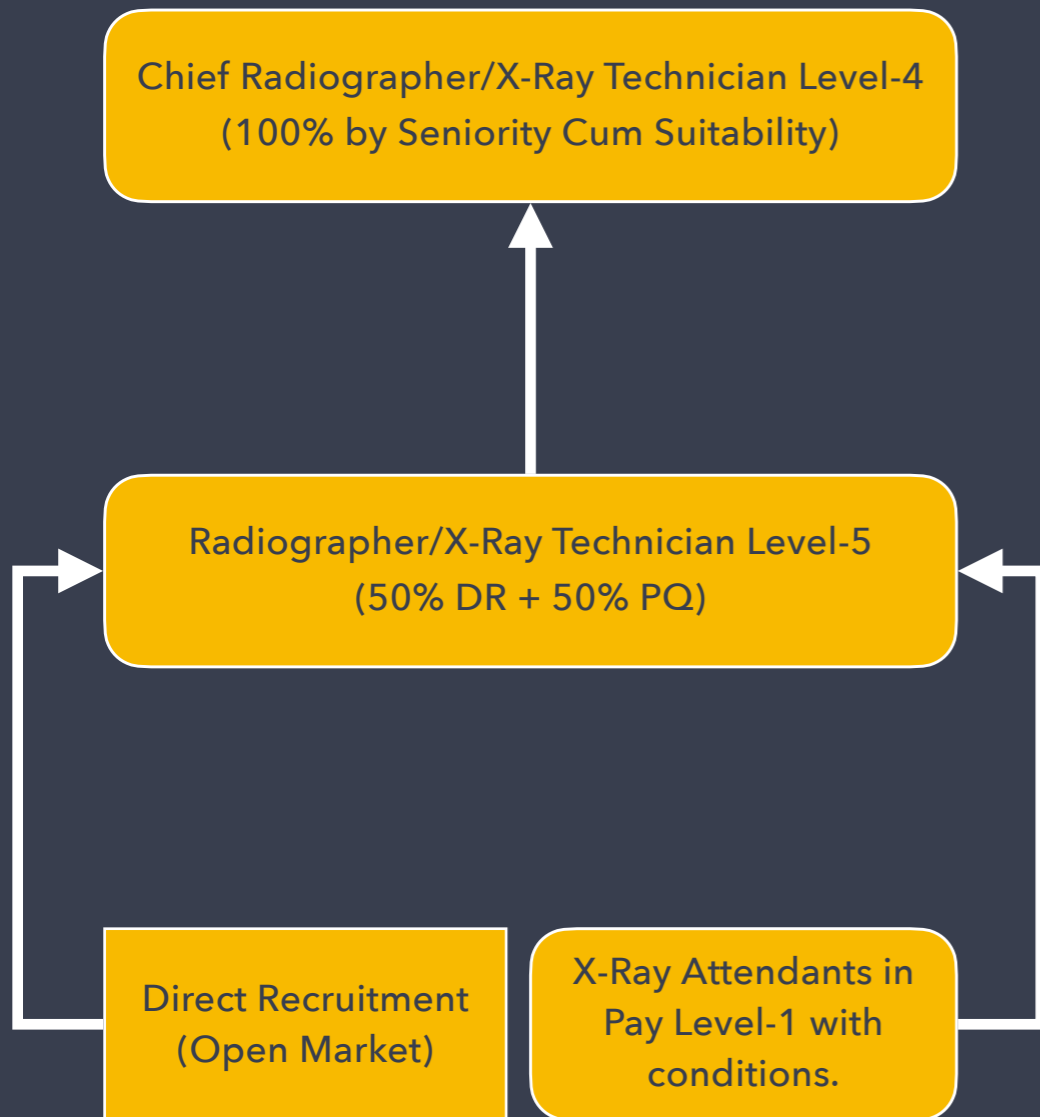 Chief Radiographer/X-Ray Technician Level-4
(100% by Seniority Cum Suitability)
Radiographer/X-Ray Technician Level-5
(50% DR + 50% PQ)
Direct Recruitment
(Open Market)
X-Ray Attendants in
Pay Level-1 with
conditions.